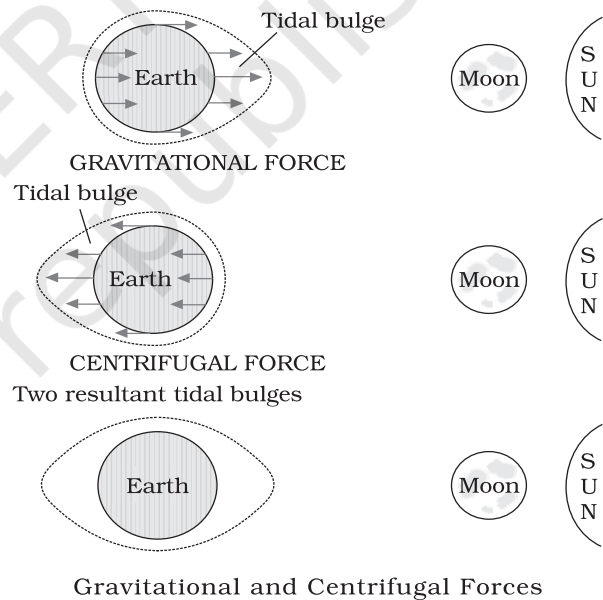 Tidal bulge
Earth
Moon
S
U
N
GRAVITATIONAL FORCE
Tidal bulge
Earth
Moon
S
U
N
CENTRIFUGAL FORCE
Two resultant tidal bulges
Earth
Moon
S
U
N
Gravitational and Centrifugal Forces